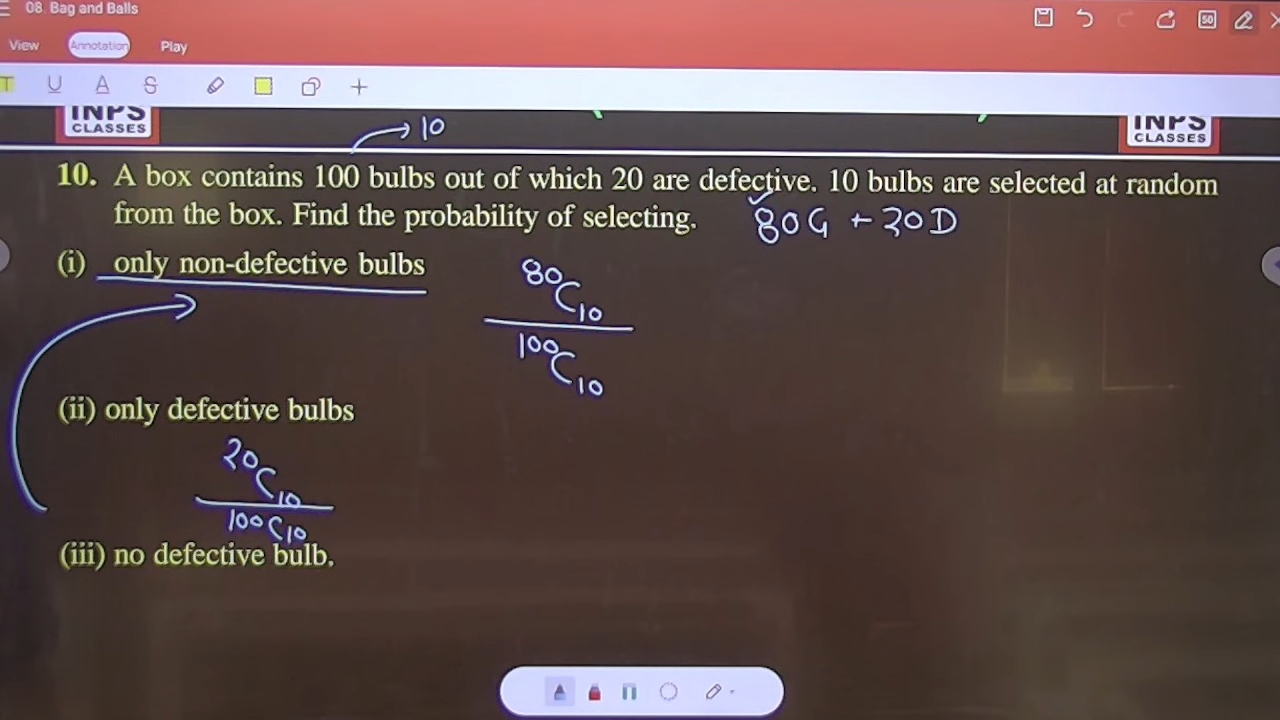 08. Bag and Balls
View Annotation Play
T U A S
INPS
CLASSES
INPS
CLASSES
→ 10
10. A box contains 100 bulbs out of which 20 are defective. 10 bulbs are selected at random
from the box. Find the probability of selecting.
80G + 20D
(i) only non-defective bulbs
80C10
100C10
(ii) only defective bulbs
20C10
100C10
(iii) no defective bulb.